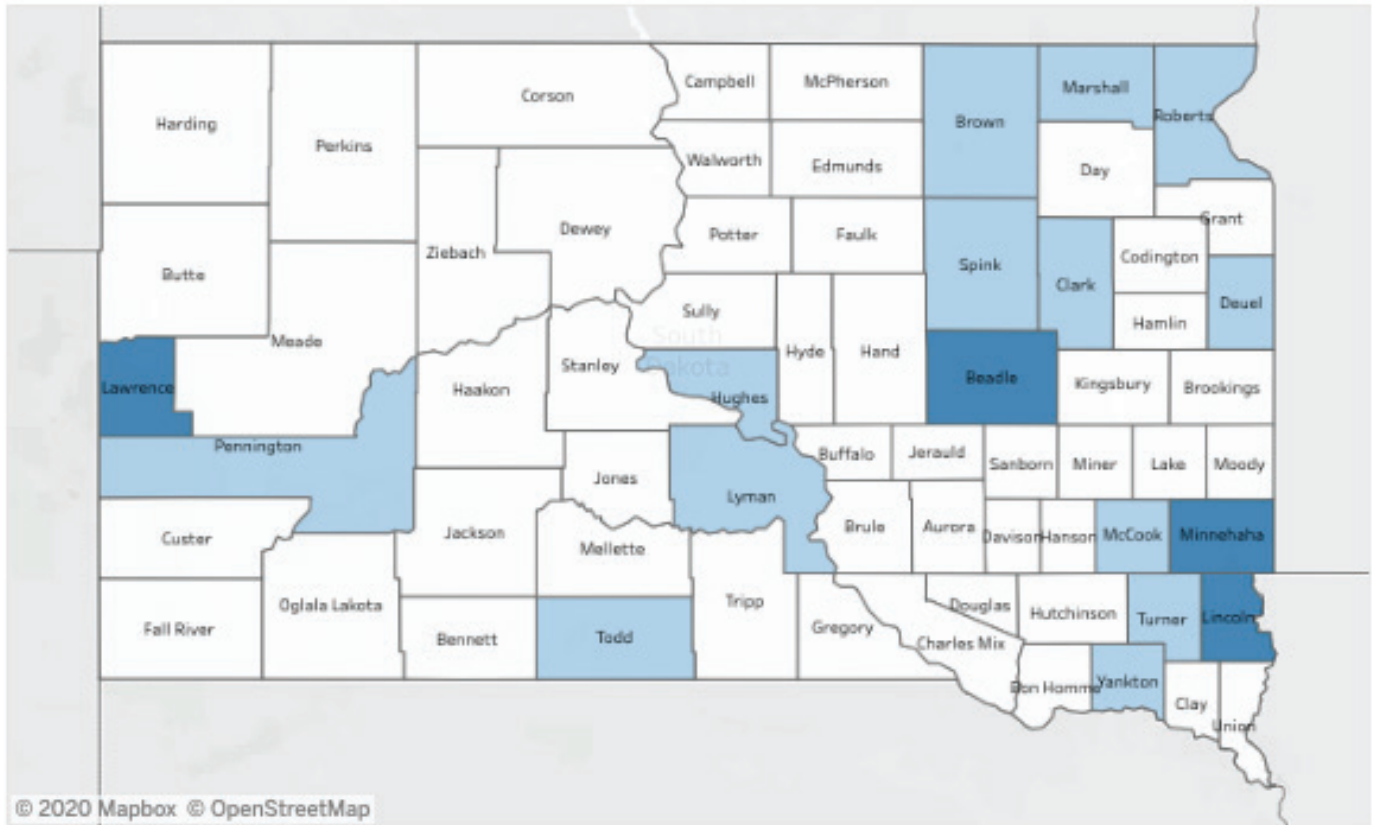 Campbell
McPherson
Marshall
Corson
Roberts
Brown
Harding
Perkins
Walworth
Edmunds
Day
Grant
Dewey
Potter
Faulk
Ziebach
Codington
Spink
Butte
Clark
Deuel
Sully
Hamlin
South
Dakota
Meade
Hyde
Hand
Stanley
Beadle
Kingsbury
Brookings
Lawrence
Haakon
Hughes
Pennington
Buffalo
Jerauld
Sanborn
Miner
Lake
Moody
Jones
Lyman
Brule
Aurora
Davison
Hanson
McCook
Minnehaha
Custer
Jackson
Mellette
Oglala Lakota
Tripp
Douglas
Hutchinson
Turner
Lincoln
Fall River
Bennett
Todd
Gregory
Charles Mix
Bon Homme
Yankton
Clay
Union
© 2020 Mapbox © OpenStreetMap